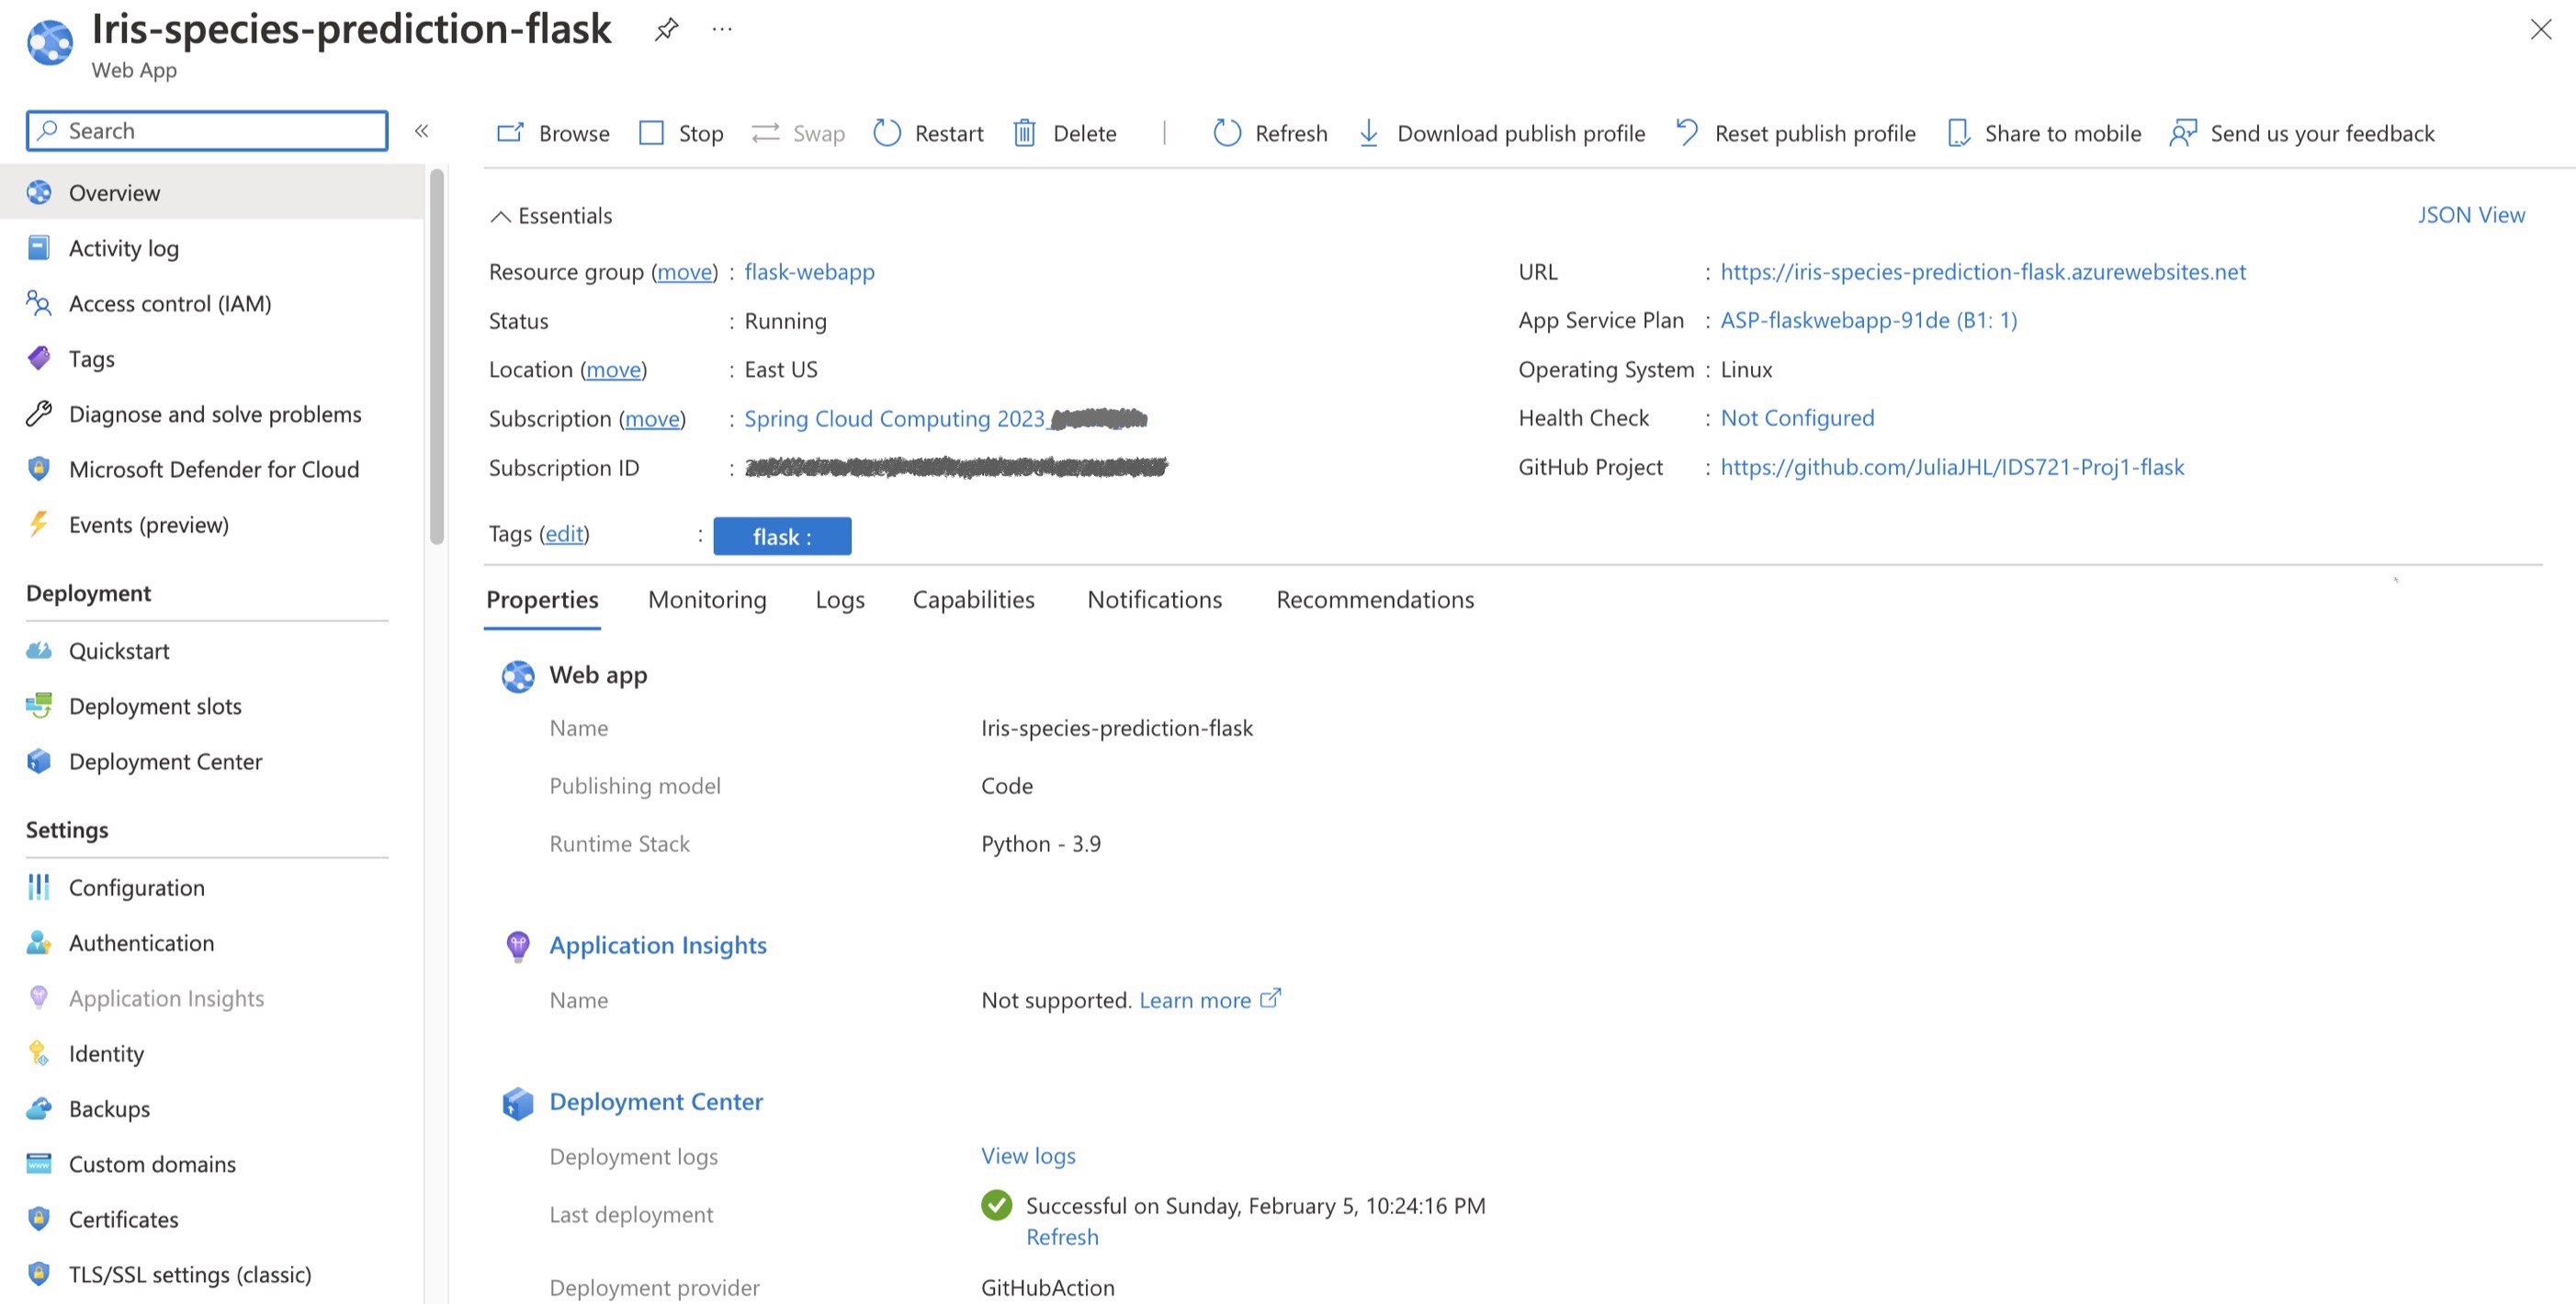 Iris-species-prediction-flask
...
Web App
Search
«
Browse Stop Swap Restart Delete | Refresh Download publish profile Reset publish profile Share to mobile Send us your feedback
Overview
Activity log
Access control (IAM)
Tags
Diagnose and solve problems
Microsoft Defender for Cloud
Events (preview)
Deployment
Quickstart
Deployment slots
Deployment Center
Settings
Configuration
Authentication
Application Insights
Identity
Backups
Custom domains
Certificates
TLS/SSL settings (classic)
Essentials
JSON View
Resource group (move) : flask-webapp
Status : Running
Location (move) : East US
Subscription (move) : Spring Cloud Computing 2023
Subscription ID :
Tags (edit) : flask :
URL : https://iris-species-prediction-flask.azurewebsites.net
App Service Plan : ASP-flaskwebapp-91de (B1: 1)
Operating System : Linux
Health Check : Not Configured
GitHub Project : https://github.com/JuliaJHL/IDS721-Proj1-flask
Properties Monitoring Logs Capabilities Notifications Recommendations
Web app
Name Iris-species-prediction-flask
Publishing model Code
Runtime Stack Python - 3.9
Application Insights
Name Not supported. Learn more
Deployment Center
Deployment logs View logs
Last deployment Successful on Sunday, February 5, 10:24:16 PM
Refresh
Deployment provider GitHubAction